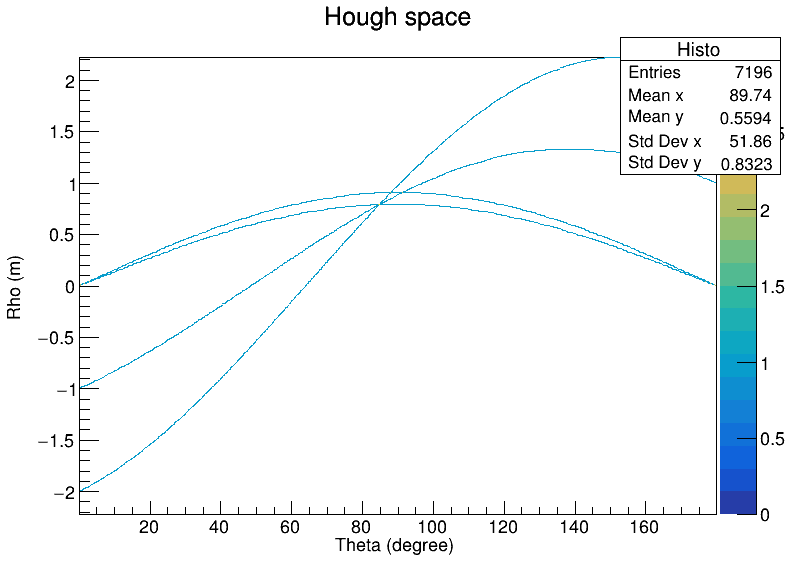 Hough space
Histo
Entries 7196
Mean x 89.74
Mean y 0.5594
Std Dev x 51.86
Std Dev y 0.8323
2
1.5
1
0.5
0
−0.5
−1
−1.5
−2
Rho (m)
20 40 60 80 100 120 140 160
Theta (degree)
5
2
1.5
1
0.5
0